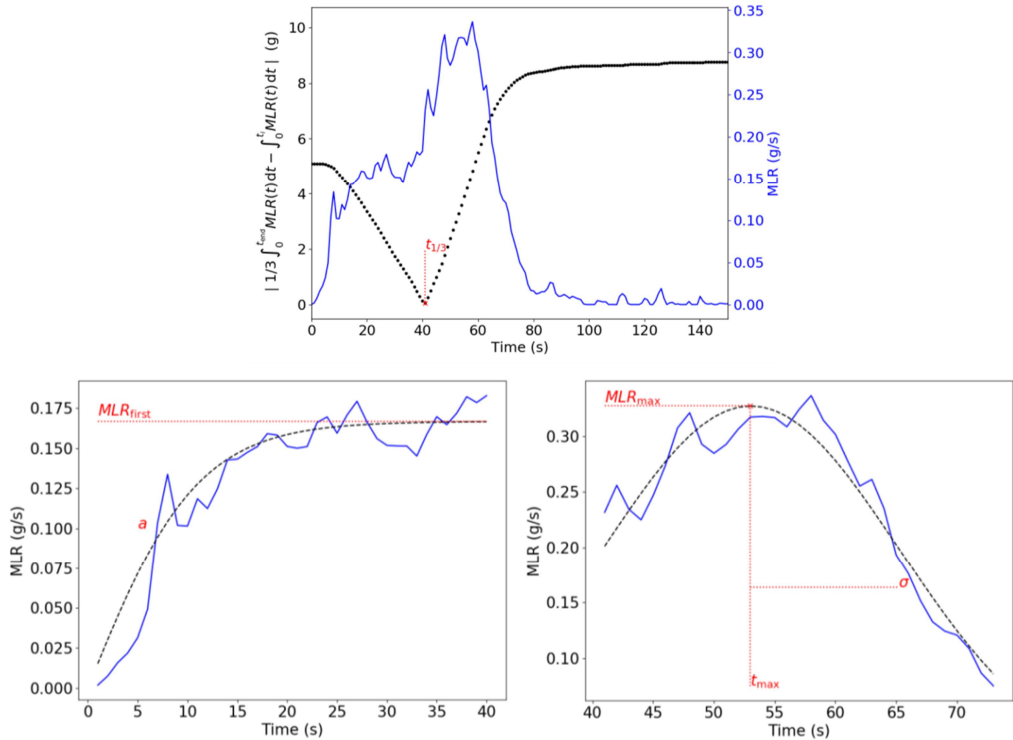 | 1/3 ∫₀^{t_end} MLR(t)dt − ∫₀^{t_i} MLR(t)dt | (g)
10
8
6
4
2
0
t_{1/3}
0.35
0.30
0.25
0.20
0.15
0.10
0.05
0.00
MLR (g/s)
0 20 40 60 80 100 120 140
Time (s)
MLR (g/s)
0.175
0.150
0.125
0.100
0.075
0.050
0.025
0.000
MLR_first
a
0 5 10 15 20 25 30 35 40
Time (s)
MLR (g/s)
0.30
0.25
0.20
0.15
0.10
MLR_max
σ
t_max
40 45 50 55 60 65 70
Time (s)